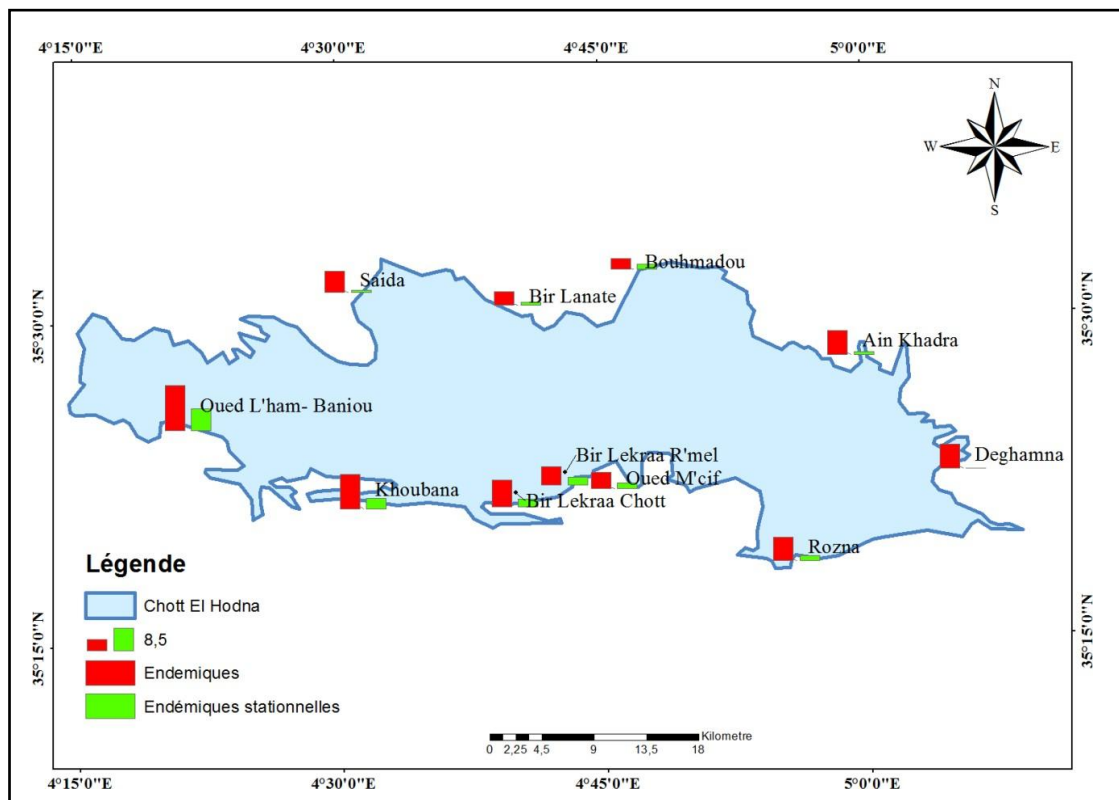 4°15'0"E 4°30'0"E 4°45'0"E 5°0'0"E
N
W E
S
35°30'0"N
35°30'0"N
Saida
Bouhmadou
Bir Lanate
Ain Khadra
Oued L'ham- Baniou
Deghamna
Bir Lekraa R'mel
Oued M'cif
Khoubana
Bir Lekraa Chott
Rozna
Légende
Chott El Hodna
8,5
Endemiques
Endémiques stationnelles
35°15'0"N
35°15'0"N
Kilometre
0 2,25 4,5 9 13,5 18
4°15'0"E 4°30'0"E 4°45'0"E 5°0'0"E